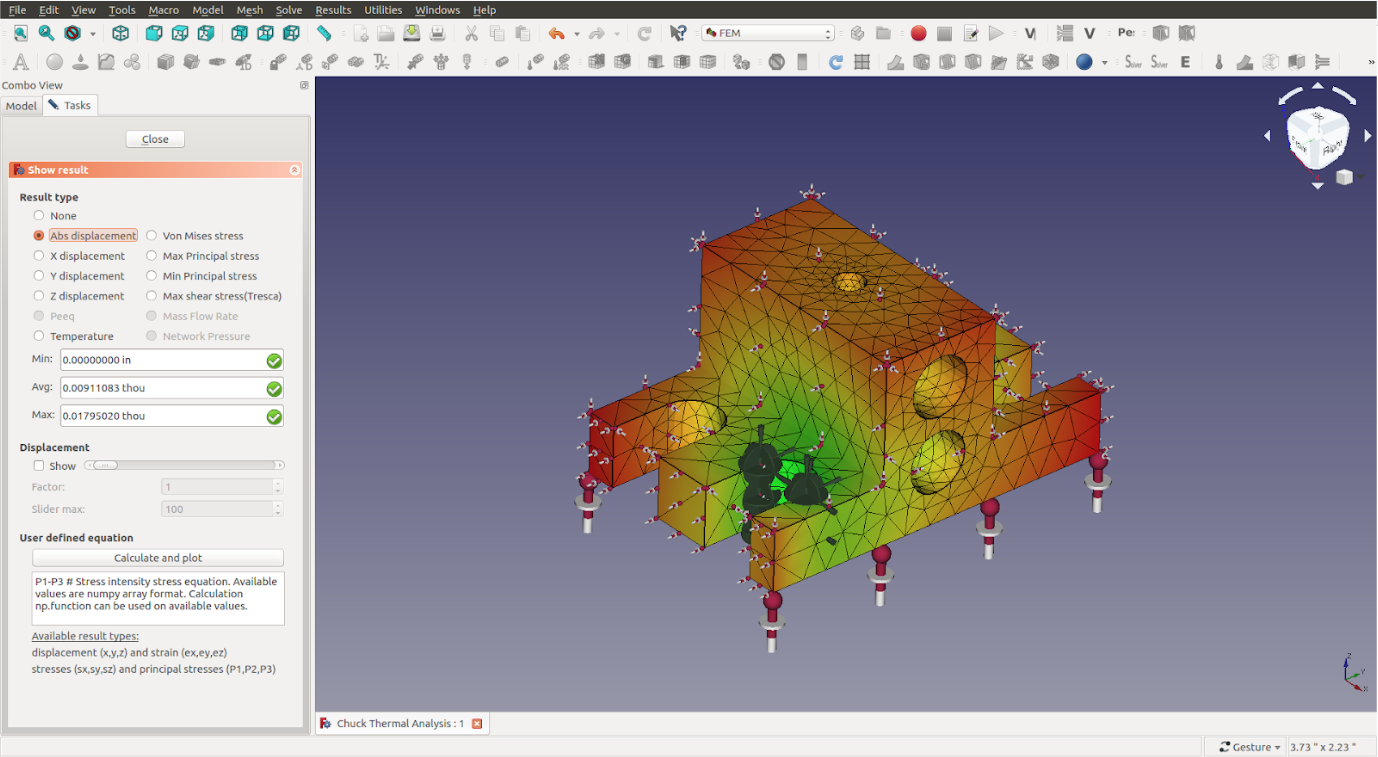 File Edit View Tools Macro Model Mesh Solve Results Utilities Windows Help
FEM
Combo View
Model Tasks
Close
Show result
Result type
None
Abs displacement Von Mises stress
X displacement Max Principal stress
Y displacement Min Principal stress
Z displacement Max shear stress(Tresca)
Peeq Mass Flow Rate
Temperature Network Pressure
Min: 0.00000000 in
Avg: 0.00911083 thou
Max: 0.01795020 thou
Displacement
Show
Factor: 1
Slider max: 100
User defined equation
Calculate and plot
P1-P3 # Stress intensity stress equation. Available
values are numpy array format. Calculation
np.function can be used on available values.
Available result types:
displacement (x,y,z) and strain (ex,ey,ez)
stresses (sx,sy,sz) and principal stresses (P1,P2,P3)
Right
Z
Y
X
Chuck Thermal Analysis : 1
Gesture 3.73 " x 2.23 "